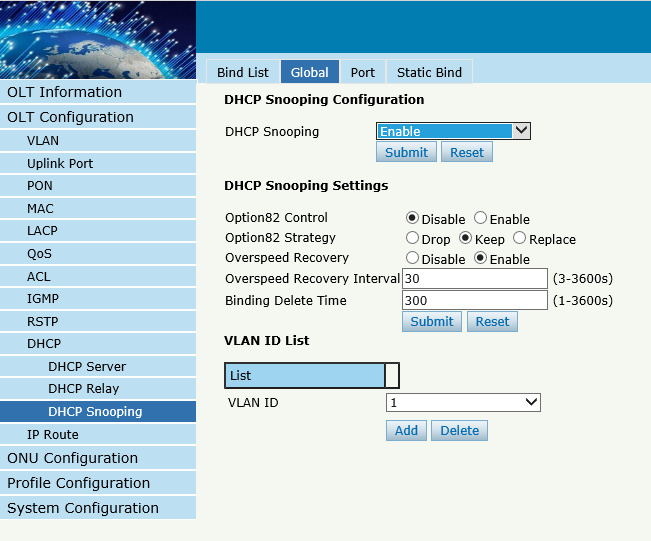 Bind List Global Port Static Bind
OLT Information
OLT Configuration
VLAN
Uplink Port
PON
MAC
LACP
QoS
ACL
IGMP
RSTP
DHCP
DHCP Server
DHCP Relay
DHCP Snooping
IP Route
ONU Configuration
Profile Configuration
System Configuration
DHCP Snooping Configuration
DHCP Snooping Enable
Submit Reset
DHCP Snooping Settings
Option82 Control Disable Enable
Option82 Strategy Drop Keep Replace
Overspeed Recovery Disable Enable
Overspeed Recovery Interval 30 (3-3600s)
Binding Delete Time 300 (1-3600s)
Submit Reset
VLAN ID List
List
VLAN ID 1
Add Delete